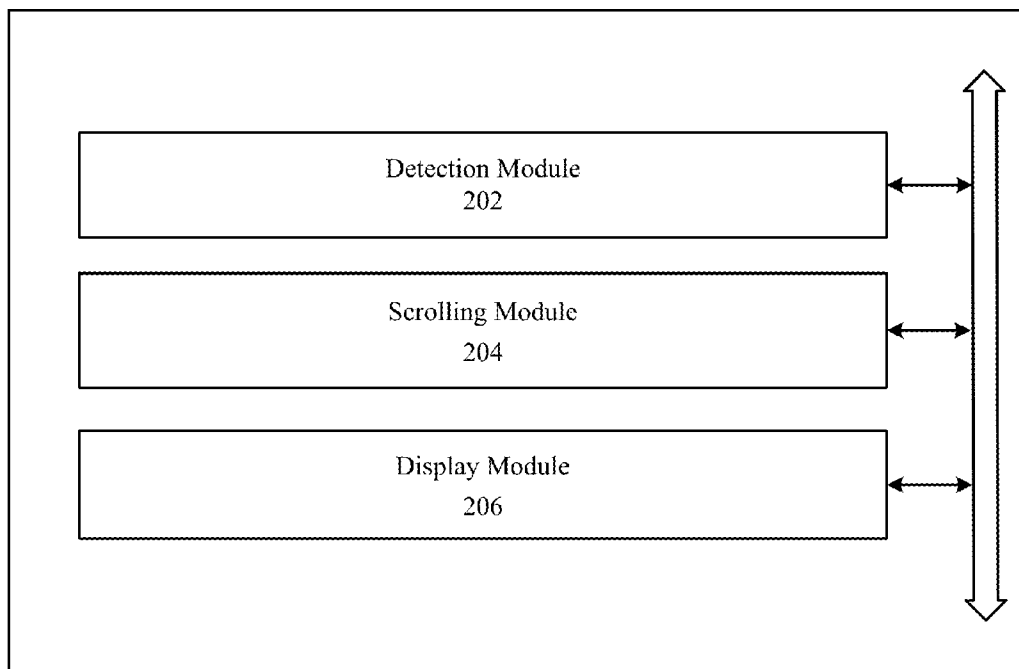 Detection Module
202
Scrolling Module
204
Display Module
206